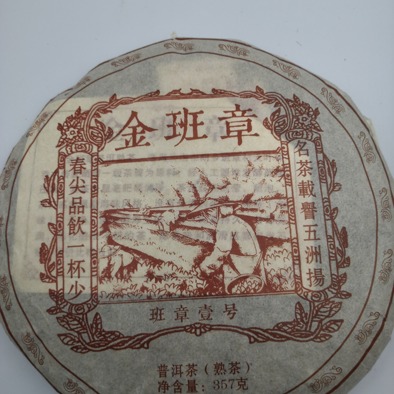 金班章
名茶載譽五洲揚
春尖品飲一杯少
班章壹号
普洱茶（熟茶）
净含量：357克